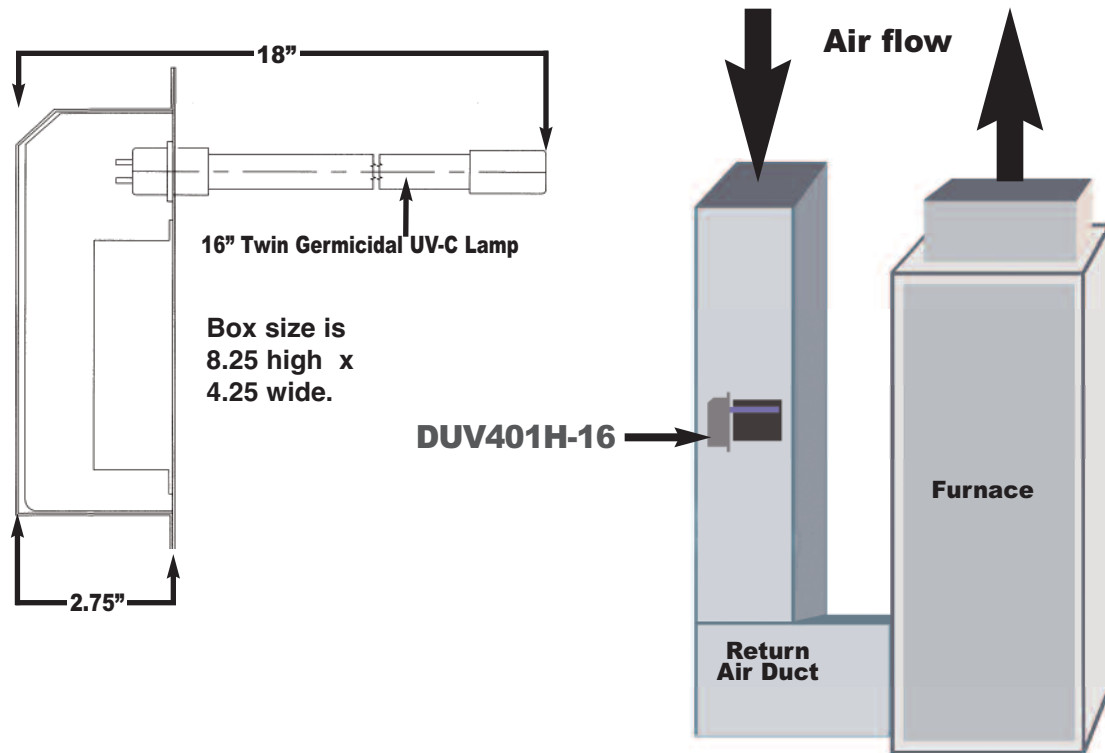 18”
16” Twin Germicidal UV-C Lamp
Box size is
8.25 high x
4.25 wide.
2.75”
Air flow
DUV401H-16
Furnace
Return
Air Duct